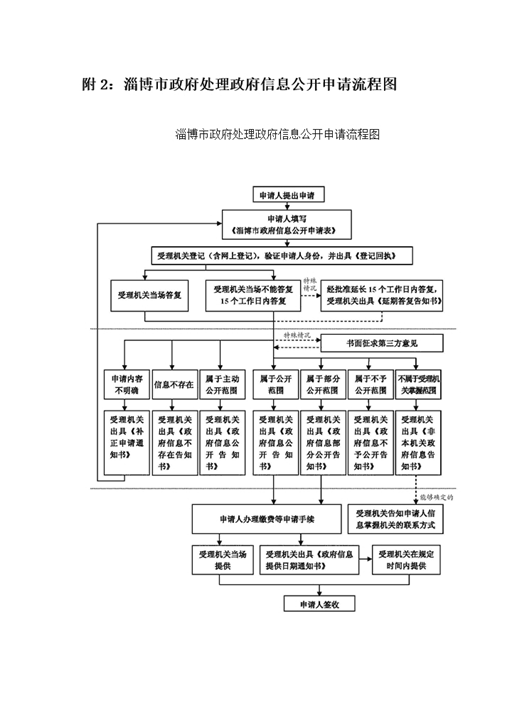 附2：淄博市政府处理政府信息公开申请流程图
淄博市政府处理政府信息公开申请流程图
申请人提出申请
申请人填写
《淄博市政府信息公开申请表》
受理机关登记（含网上登记），验证申请人身份，并出具《登记回执》
受理机关当场答复
受理机关当场不能答复
15个工作日内答复
特殊
情况
经批准延长15个工作日内答复，
受理机关出具《延期答复告知书》
特殊情况
书面征求第三方意见
申请内容
不明确
信息不存在
属于主动
公开范围
属于公开
范围
属于部分
公开范围
属于不予
公开范围
不属于受理机
关掌握范围
受理机关
出具《补
正申请通
知书》
受理机关
出具《政
府信息不
存在告知
书》
受理机关
出具《政
府信息公
开告知
书》
受理机关
出具《政
府信息公
开告知
书》
受理机关
出具《政
府信息部
分公开告
知书》
受理机关
出具《政
府信息不
予公开告
知书》
受理机关
出具《非
本机关政
府信息告
知书》
能够确定的
申请人办理缴费等申请手续
受理机关告知申请人信
息掌握机关的联系方式
受理机关当场
提供
受理机关出具《政府信息
提供日期通知书》
受理机关在规定
时间内提供
申请人签收